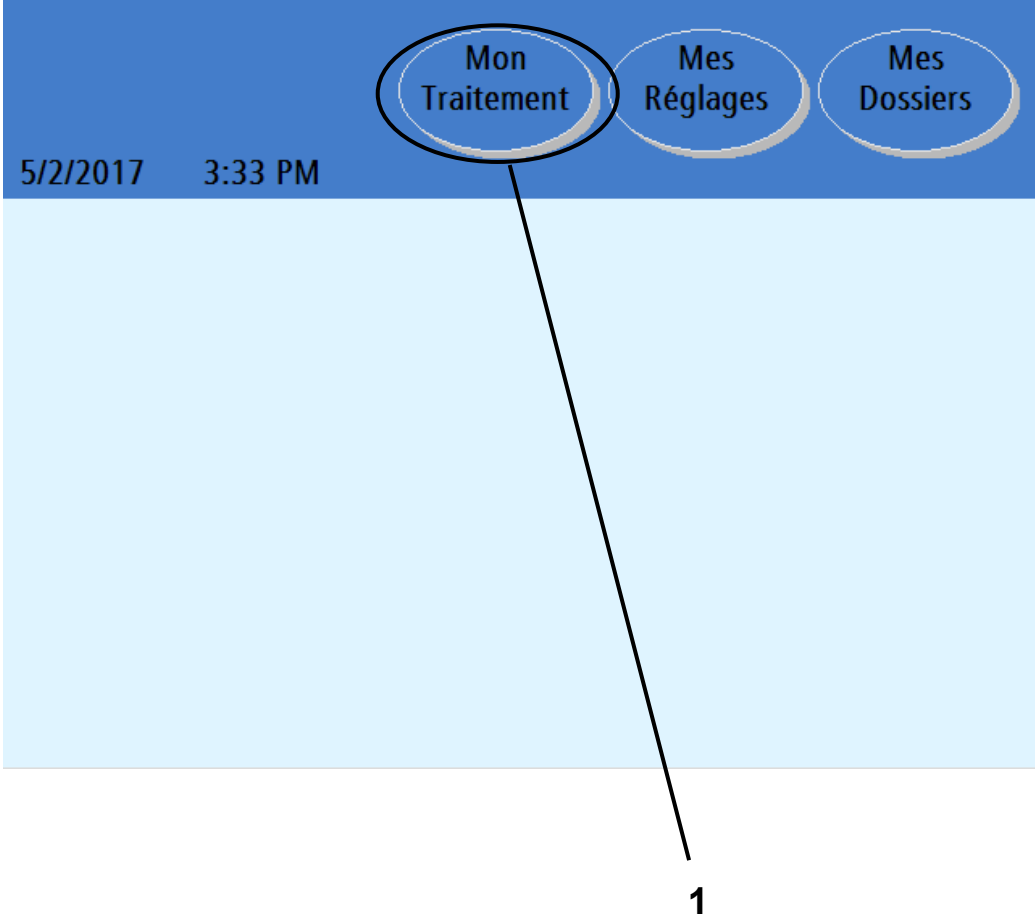 Mon
Traitement
Mes
Réglages
Mes
Dossiers
5/2/2017 3:33 PM
1